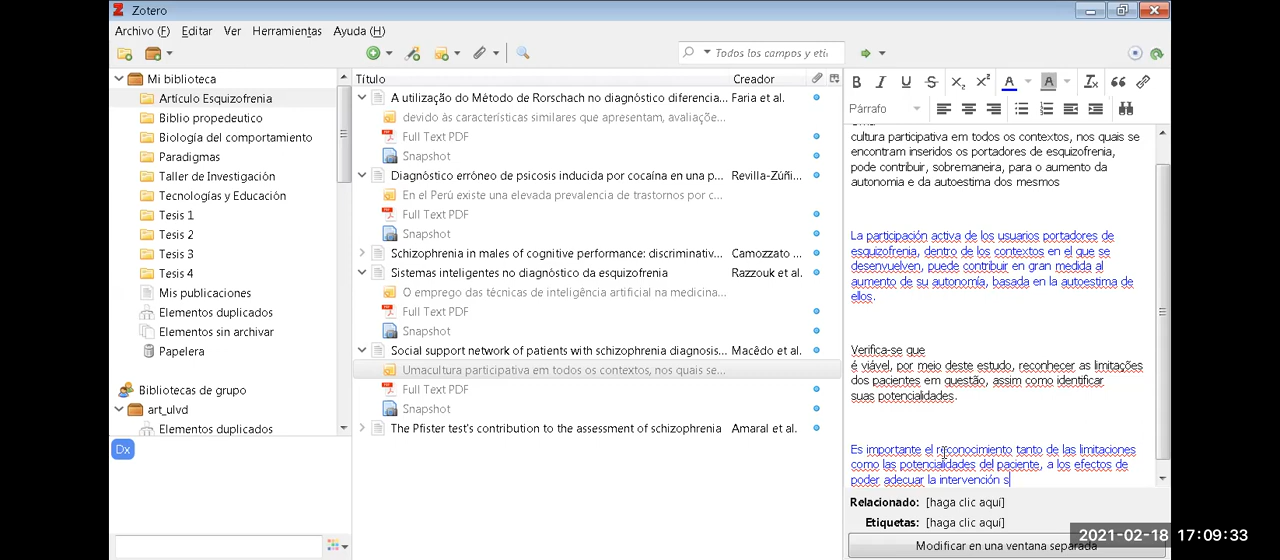 Zotero
Archivo (F) Editar Ver Herramientas Ayuda (H)
Todos los campos y eti
Mi biblioteca
Artículo Esquizofrenia
Biblio propedeutico
Biología del comportamiento
Paradigmas
Taller de Investigación
Tecnologías y Educación
Tesis 1
Tesis 2
Tesis 3
Tesis 4
Mis publicaciones
Elementos duplicados
Elementos sin archivar
Papelera
Bibliotecas de grupo
art_ulvd
Elementos duplicados
Dx
Título Creador
A utilização do Método de Rorschach no diagnóstico diferencia... Faria et al.
devido às características similares que apresentam, avaliaçõe...
Full Text PDF
Snapshot
Diagnóstico erróneo de psicosis inducida por cocaína en una p... Revilla-Zúñi...
En el Perú existe una elevada prevalencia de trastornos por c...
Full Text PDF
Snapshot
Schizophrenia in males of cognitive performance: discriminativ... Camozzato ...
Sistemas inteligentes no diagnóstico da esquizofrenia Razzouk et al.
O emprego das técnicas de inteligência artificial na medicina...
Full Text PDF
Snapshot
Social support network of patients with schizophrenia diagnosis... Macêdo et al.
Umacultura participativa em todos os contextos, nos quais se...
Full Text PDF
Snapshot
The Pfister test's contribution to the assessment of schizophrenia Amaral et al.
B I U S X₂ X² A A Tx
Párrafo
cultura participativa em todos os contextos, nos quais se
encontram inseridos os portadores de esquizofrenia,
pode contribuir, sobremaneira, para o aumento da
autonomia e da autoestima dos mesmos
La participación activa de los usuarios portadores de
esquizofrenia, dentro de los contextos en el que se
desenvuelven, puede contribuir en gran medida al
aumento de su autonomía, basada en la autoestima de
ellos.
Verifica-se que
é viável, por meio deste estudo, reconhecer as limitações
dos pacientes em questão, assim como identificar
suas potencialidades.
Es importante el reconocimiento tanto de las limitaciones
como las potencialidades del paciente, a los efectos de
poder adecuar la intervención s
Relacionado: [haga clic aquí]
Etiquetas: [haga clic aquí]
Modificar en una ventana separada
2021-02-18 17:09:33